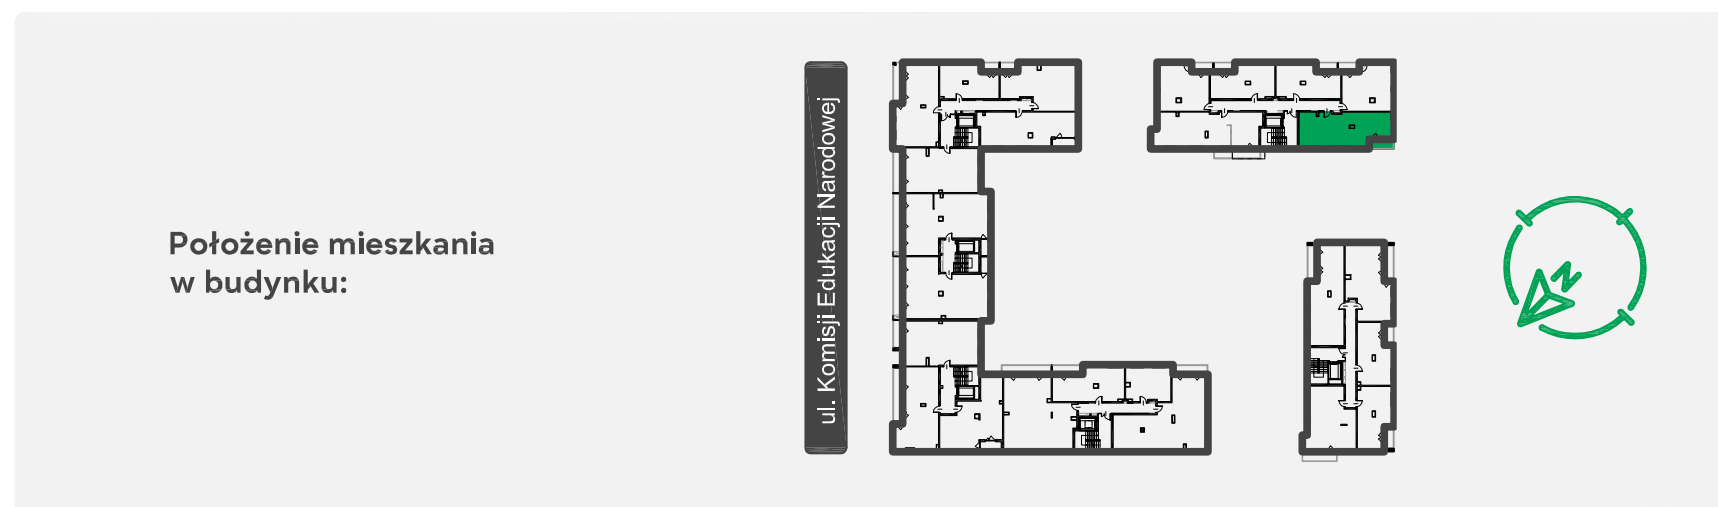 Położenie mieszkania
w budynku:
ul. Komisji Edukacji Narodowej
N